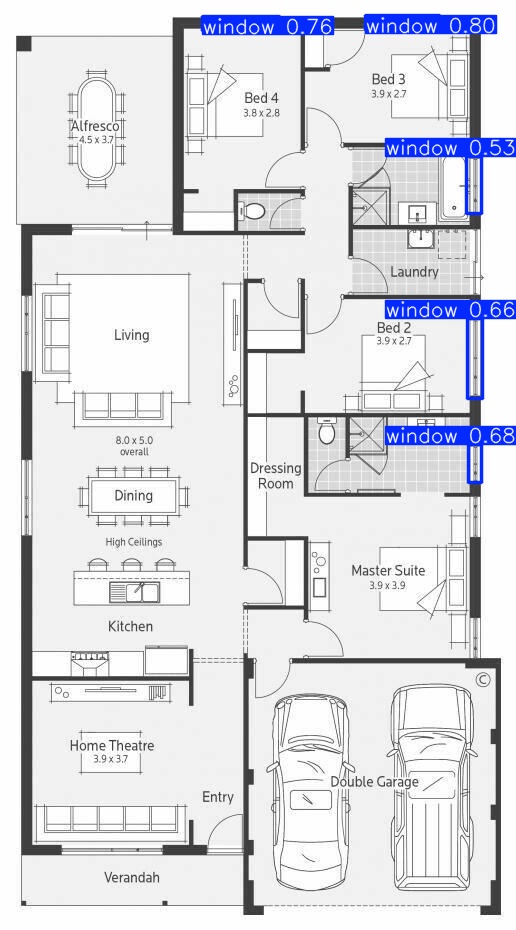 window 0.76
window 0.80
Bed 4
3.8 x 2.8
Bed 3
3.9 x 2.7
Alfresco
4.5 x 3.7
window 0.53
Laundry
window 0.66
Bed 2
3.9 x 2.7
Living
8.0 x 5.0
overall
window 0.68
Dressing
Room
Dining
High Ceilings
Master Suite
3.9 x 3.9
Kitchen
©
Home Theatre
3.9 x 3.7
Double Garage
Entry
Verandah